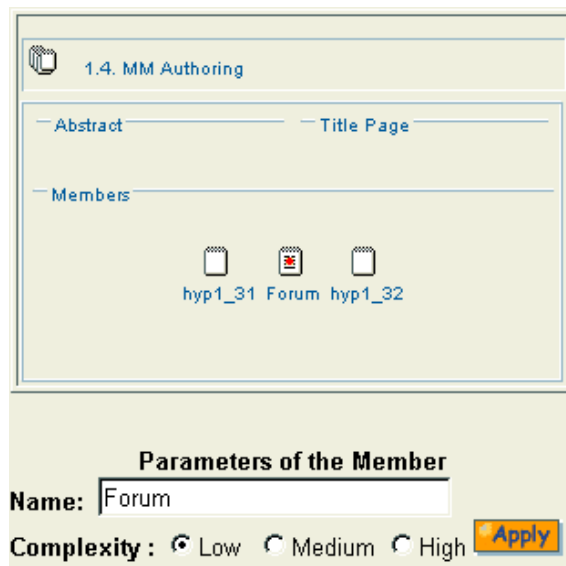 1.4. MM Authoring
Abstract Title Page
Members
hyp1_31 Forum hyp1_32
Parameters of the Member
Name: Forum
Complexity : Low Medium High Apply